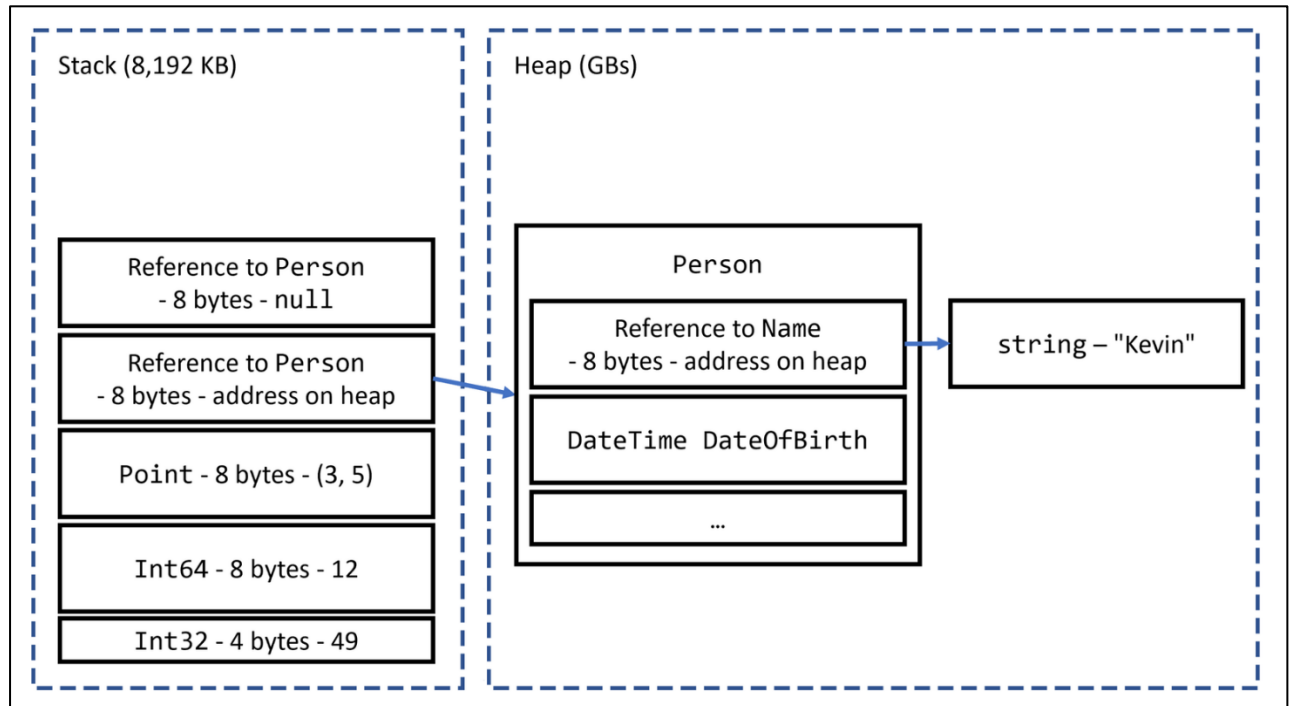 Stack (8,192 KB)
Reference to Person
- 8 bytes - null
Reference to Person
- 8 bytes - address on heap
Point - 8 bytes - (3, 5)
Int64 - 8 bytes - 12
Int32 - 4 bytes - 49
Heap (GBs)
Person
Reference to Name
- 8 bytes - address on heap
DateTime DateOfBirth
...
string – "Kevin"